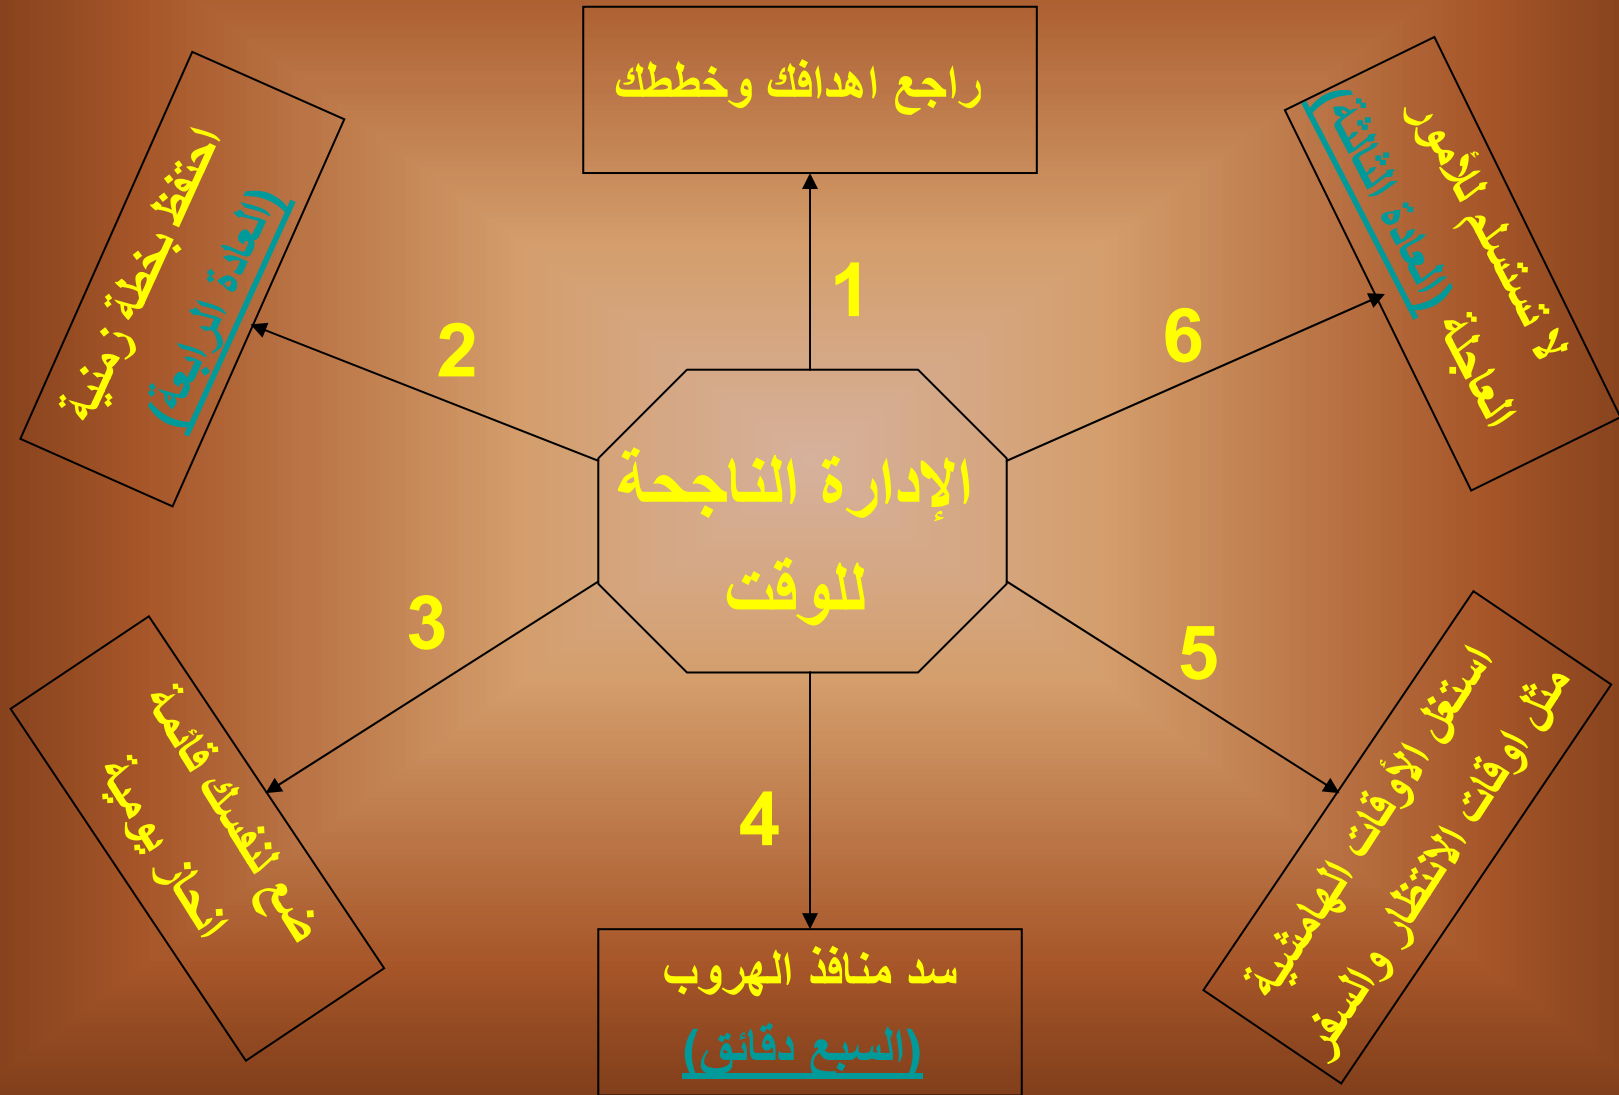 الإدارة الناجحة
للوقت
1
راجع اهدافك وخططك
2
احتفظ بخطة زمنية
(العادة الرابعة)
3
ضع لنفسك قائمة
انجاز يومية
4
سد منافذ الهروب
(السبع دقائق)
5
استغل الأوقات الهامشية
مثل اوقات الانتظار والسفر
6
لا تستسلم للأمور
العاجلة (العادة الثالثة)